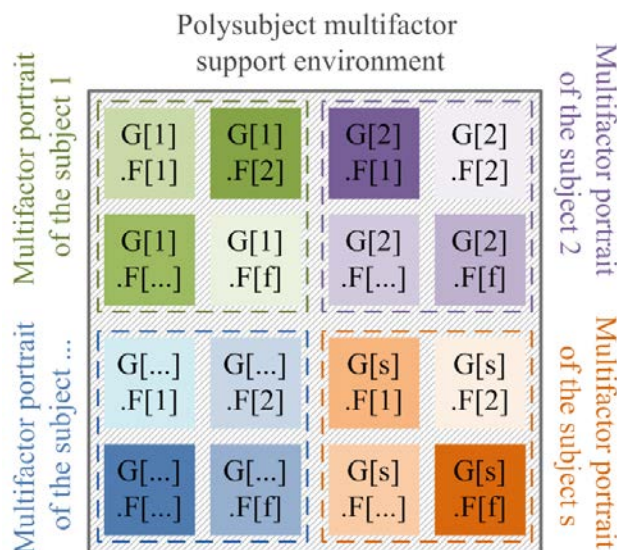 Polysubject multifactor
support environment
Multifactor portrait
of the subject 1
G[1]
.F[1]
G[1]
.F[2]
G[1]
.F[...]
G[1]
.F[f]
G[2]
.F[1]
G[2]
.F[2]
G[2]
.F[...]
G[2]
.F[f]
Multifactor portrait
of the subject 2
Multifactor portrait
of the subject ...
G[...]
.F[1]
G[...]
.F[2]
G[...]
.F[...]
G[...]
.F[f]
G[s]
.F[1]
G[s]
.F[2]
G[s]
.F[...]
G[s]
.F[f]
Multifactor portrait
of the subject s